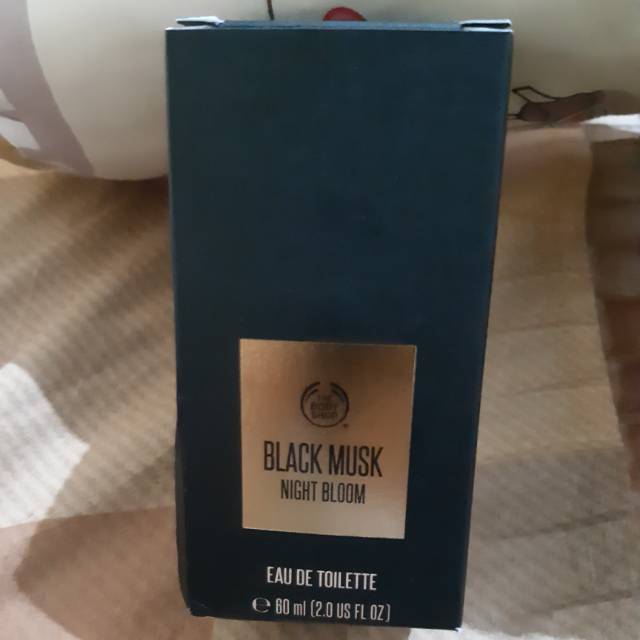 THE
BODY
SHOP
®
BLACK MUSK
NIGHT BLOOM
EAU DE TOILETTE
℮ 60 ml (2.0 US FL OZ)